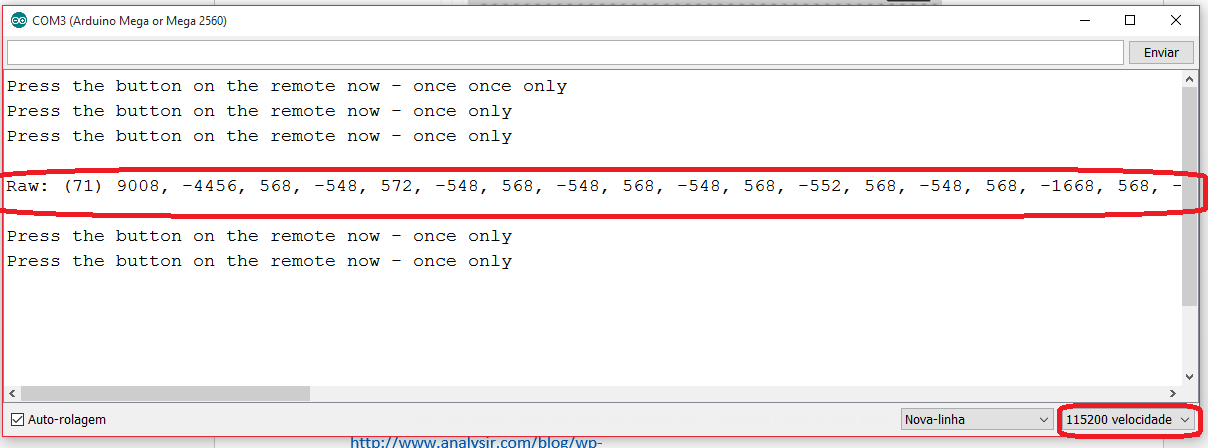 COM3 (Arduino Mega or Mega 2560)
Enviar
Press the button on the remote now - once once only
Press the button on the remote now - once only
Press the button on the remote now - once only
Raw: (71) 9008, -4456, 568, -548, 572, -548, 568, -548, 568, -548, 568, -552, 568, -548, 568, -1668, 568, -
Press the button on the remote now - once only
Press the button on the remote now - once only
Auto-rolagem
Nova-linha
115200 velocidade
http://www.analysir.com/blog/wp-